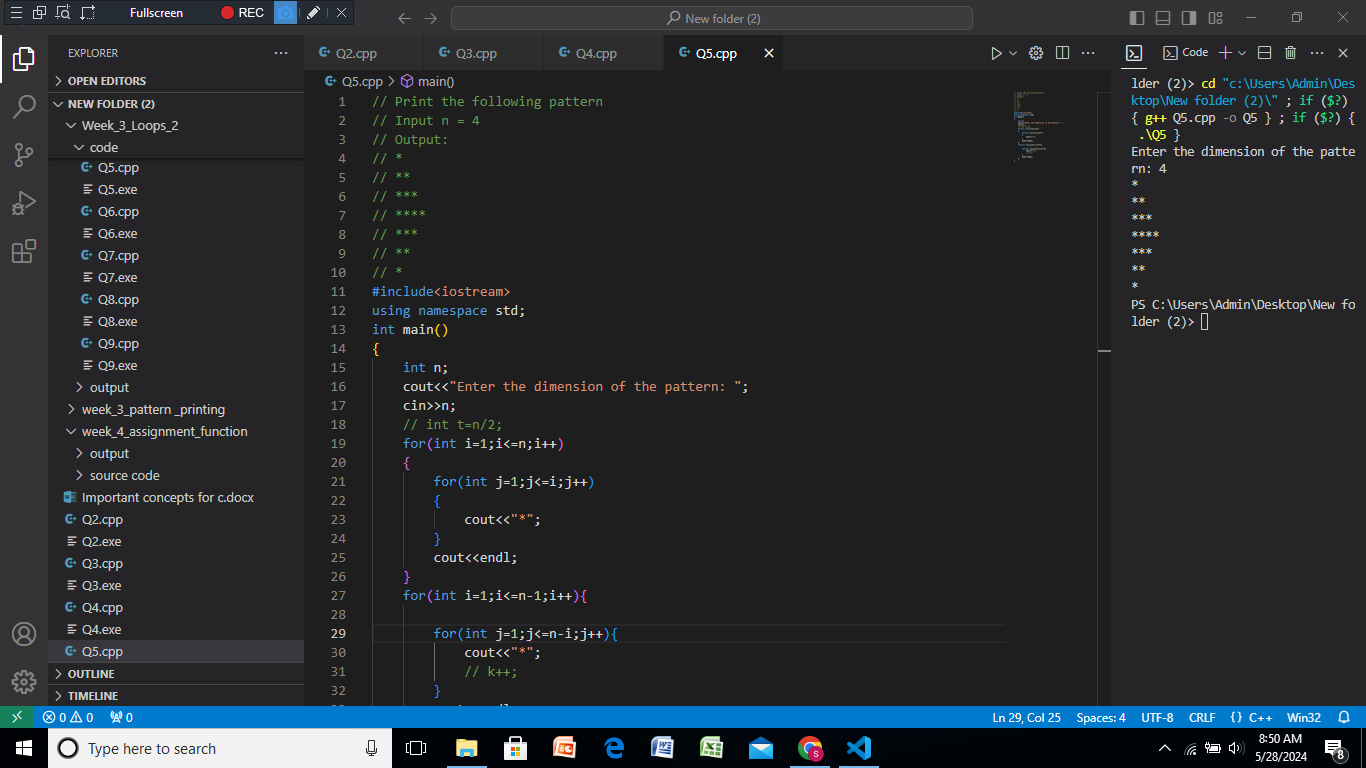 Fullscreen REC
New folder (2)
EXPLORER
OPEN EDITORS
NEW FOLDER (2)
Week_3_Loops_2
code
Q5.cpp
Q5.exe
Q6.cpp
Q6.exe
Q7.cpp
Q7.exe
Q8.cpp
Q8.exe
Q9.cpp
Q9.exe
output
week_3_pattern _printing
week_4_assignment_function
output
source code
Important concepts for c.docx
Q2.cpp
Q2.exe
Q3.cpp
Q3.exe
Q4.cpp
Q4.exe
Q5.cpp
OUTLINE
TIMELINE
Q2.cpp Q3.cpp Q4.cpp Q5.cpp
Q5.cpp > main()
1 // Print the following pattern
2 // Input n = 4
3 // Output:
4 // *
5 // **
6 // ***
7 // ****
8 // ***
9 // **
10 // *
11 #include<iostream>
12 using namespace std;
13 int main()
14 {
15 int n;
16 cout<<"Enter the dimension of the pattern: ";
17 cin>>n;
18 // int t=n/2;
19 for(int i=1;i<=n;i++)
20 {
21 for(int j=1;j<=i;j++)
22 {
23 cout<<"*";
24 }
25 cout<<endl;
26 }
27 for(int i=1;i<=n-1;i++){
28
29 for(int j=1;j<=n-i;j++){
30 cout<<"*";
31 // k++;
32 }
Code
lder (2)> cd "c:\Users\Admin\Des
ktop\New folder (2)\" ; if ($?)
{ g++ Q5.cpp -o Q5 } ; if ($?) {
.\Q5 }
Enter the dimension of the patte
rn: 4
*
**
***
****
***
**
*
PS C:\Users\Admin\Desktop\New fo
lder (2)>
0 0 0 Ln 29, Col 25 Spaces: 4 UTF-8 CRLF {} C++ Win32
Type here to search
8:50 AM
5/28/2024
8